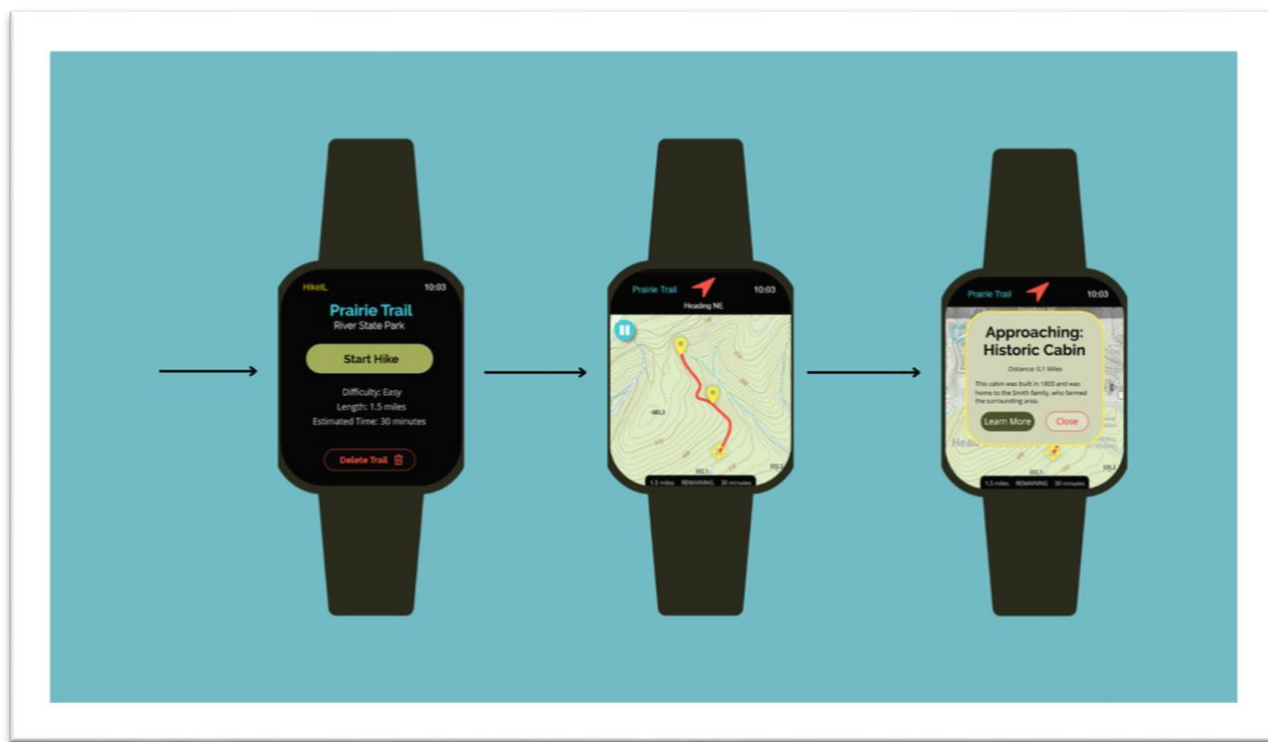 HikeIL
10:03
Prairie Trail
River State Park
Start Hike
Difficulty: Easy
Length: 1.5 miles
Estimated Time: 30 minutes
Delete Trail
Prairie Trail
10:03
Heading NE
1.5 miles REMAINING 30 minutes
Prairie Trail
10:03
Approaching:
Historic Cabin
Distance: 0.1 Miles
This cabin was built in 1803 and was
home to the Smith family, who farmed
the surrounding area.
Learn More
Close
Head
1.5 miles REMAINING 30 minutes